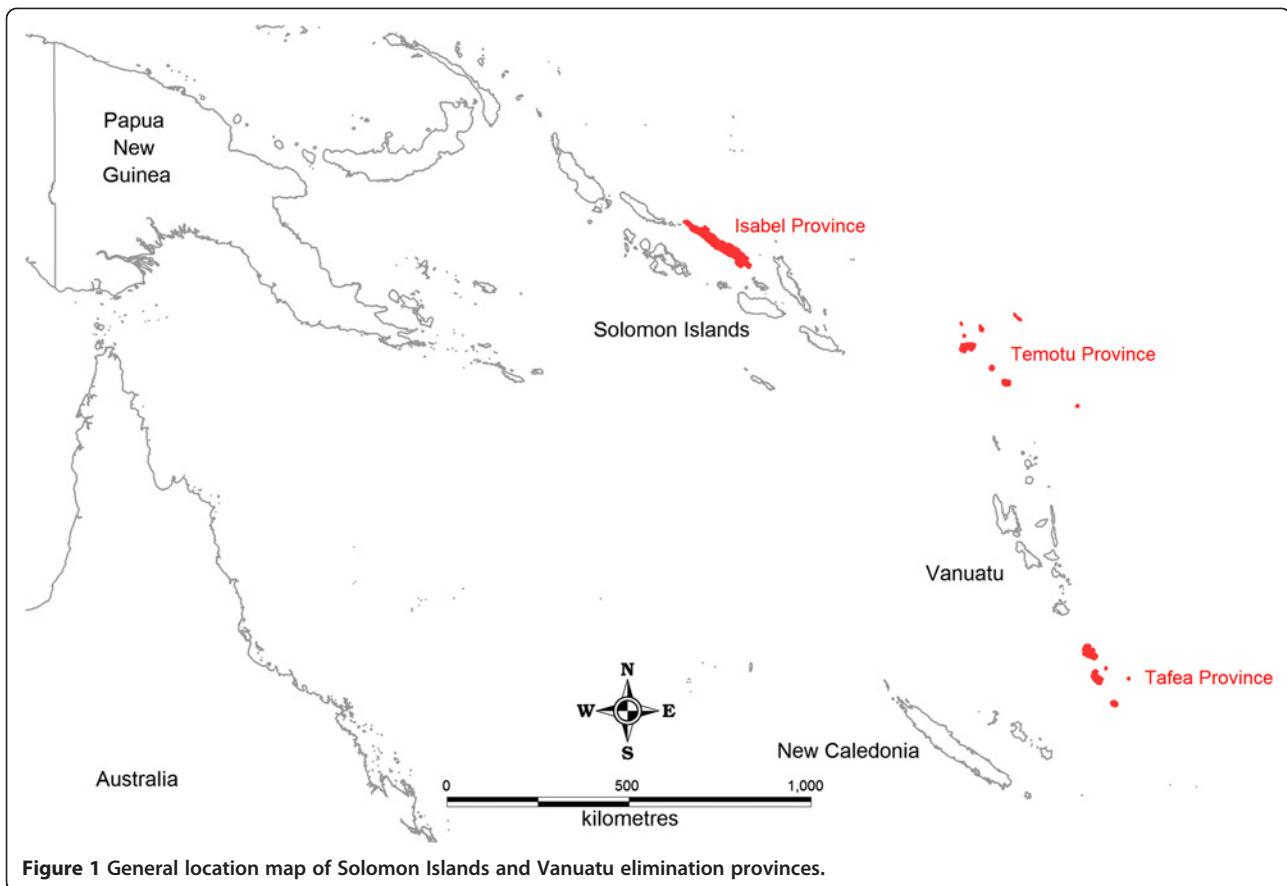 Papua
New
Guinea
Isabel Province
Solomon Islands
Temotu Province
Vanuatu
Tafea Province
N
W E
S
New Caledonia
Australia
0 500 1,000
kilometres
Figure 1 General location map of Solomon Islands and Vanuatu elimination provinces.